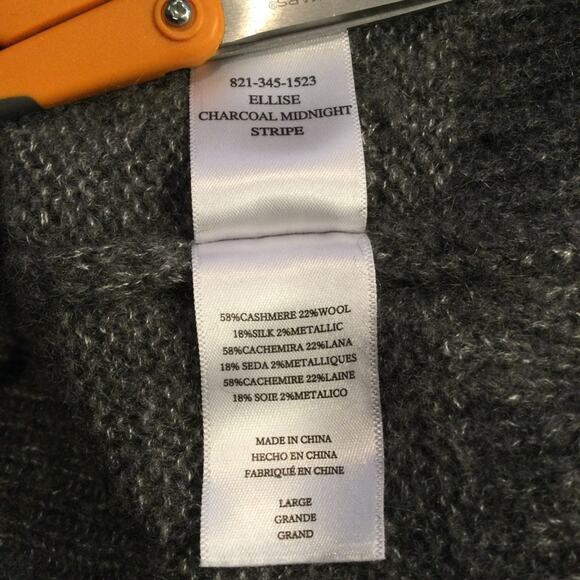 821-345-1523
ELLISE
CHARCOAL MIDNIGHT
STRIPE
58%CASHMERE 22%WOOL
18%SILK 2%METALLIC
58%CACHEMIRA 22%LANA
18% SEDA 2%METALLIQUES
58%CACHEMIRE 22%LAINE
18% SOIE 2%METALICO
MADE IN CHINA
HECHO EN CHINA
FABRIQUÉ EN CHINE
LARGE
GRANDE
GRAND